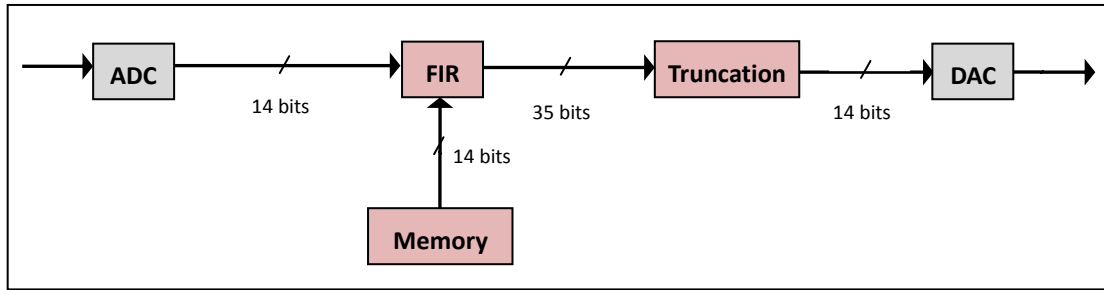 ADC
FIR
Truncation
DAC
14 bits
35 bits
14 bits
14 bits
Memory